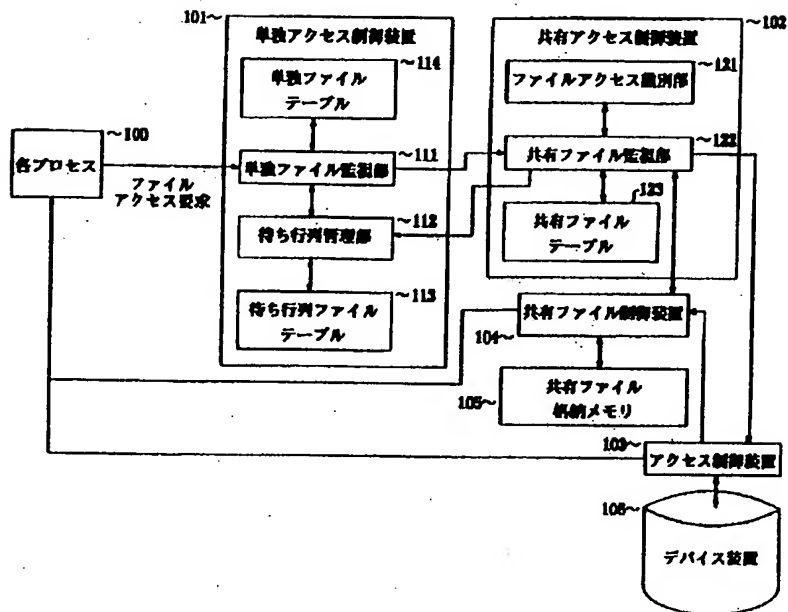 101~
単独アクセス制御装置
~114
単独ファイル
テーブル
~100
各プロセス
ファイル
アクセス要求
単独ファイル監視部
~111
~112
待ち行列管理部
~113
待ち行列ファイル
テーブル
~102
共有アクセス制御装置
~121
ファイルアクセス識別部
~122
共有ファイル監視部
123
共有ファイル
テーブル
共有ファイル制御装置
104~
105~
共有ファイル
格納メモリ
103~
アクセス制御装置
106~
デバイス装置